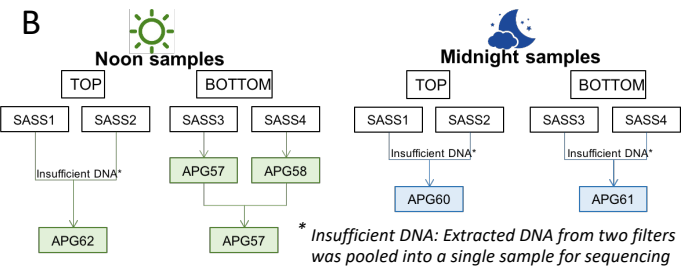 B
Noon samples
Midnight samples
TOP
BOTTOM
TOP
BOTTOM
SASS1
SASS2
SASS3
SASS4
SASS1
SASS2
SASS3
SASS4
Insufficient DNA*
APG57
APG58
Insufficient DNA*
Insufficient DNA*
APG60
APG61
APG62
APG57
* Insufficient DNA: Extracted DNA from two filters
was pooled into a single sample for sequencing